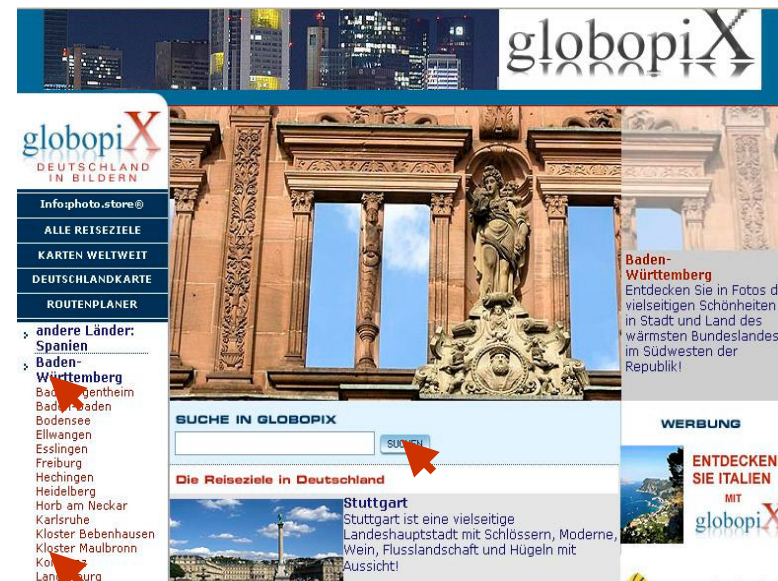 globopiX
globopiX
DEUTSCHLAND
IN BILDERN
Info:photo.store®
ALLE REISEZIELE
KARTEN WELTWEIT
DEUTSCHLANDKARTE
ROUTENPLANER
andere Länder:
Spanien
Baden-
Württemberg
Baden-Baden
Bodensee
Ellwangen
Esslingen
Freiburg
Hechingen
Heidelberg
Horb am Neckar
Karlsruhe
Kloster Bebenhausen
Kloster Maulbronn
SUCHE IN GLOBOPIX
SUCHEN
Die Reiseziele in Deutschland
Stuttgart
Stuttgart ist eine vielseitige
Landeshauptstadt mit Schlössern, Moderne,
Wein, Flusslandschaft und Hügeln mit
Aussicht!
Baden-
Württemberg
Entdecken Sie in Fotos d
vielseitigen Schönheiten
in Stadt und Land des
wärmsten Bundeslandes
im Südwesten der
Republik!
WERBUNG
ENTDECKEN
SIE ITALIEN
MIT
globopiX